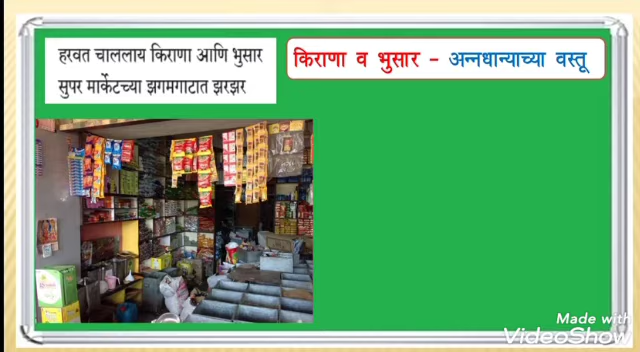 हरवत चाललाय किराणा आणि भुसार
सुपर मार्केटच्या झगमगाटात झरझर
किराणा व भुसार - अन्नधान्याच्या वस्तू
Made with
VideoShow